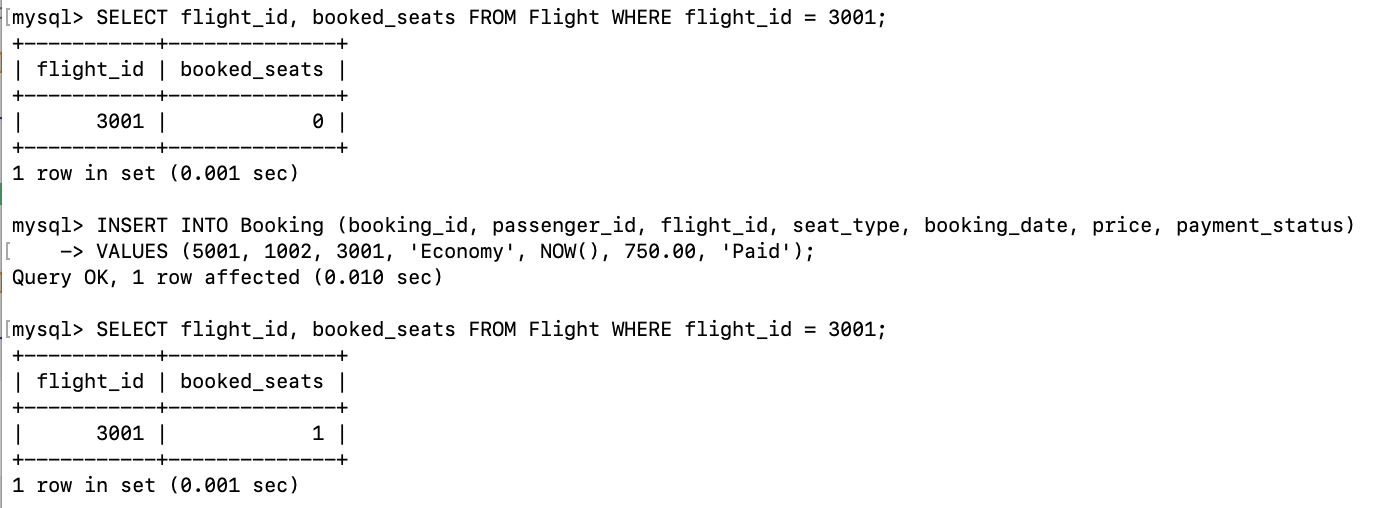 [mysql> SELECT flight_id, booked_seats FROM Flight WHERE flight_id = 3001;
+-----------+--------------+
| flight_id | booked_seats |
+-----------+--------------+
|      3001 |            0 |
+-----------+--------------+
1 row in set (0.001 sec)

mysql> INSERT INTO Booking (booking_id, passenger_id, flight_id, seat_type, booking_date, price, payment_status)
[    -> VALUES (5001, 1002, 3001, 'Economy', NOW(), 750.00, 'Paid');
Query OK, 1 row affected (0.010 sec)

[mysql> SELECT flight_id, booked_seats FROM Flight WHERE flight_id = 3001;
+-----------+--------------+
| flight_id | booked_seats |
+-----------+--------------+
|      3001 |            1 |
+-----------+--------------+
1 row in set (0.001 sec)